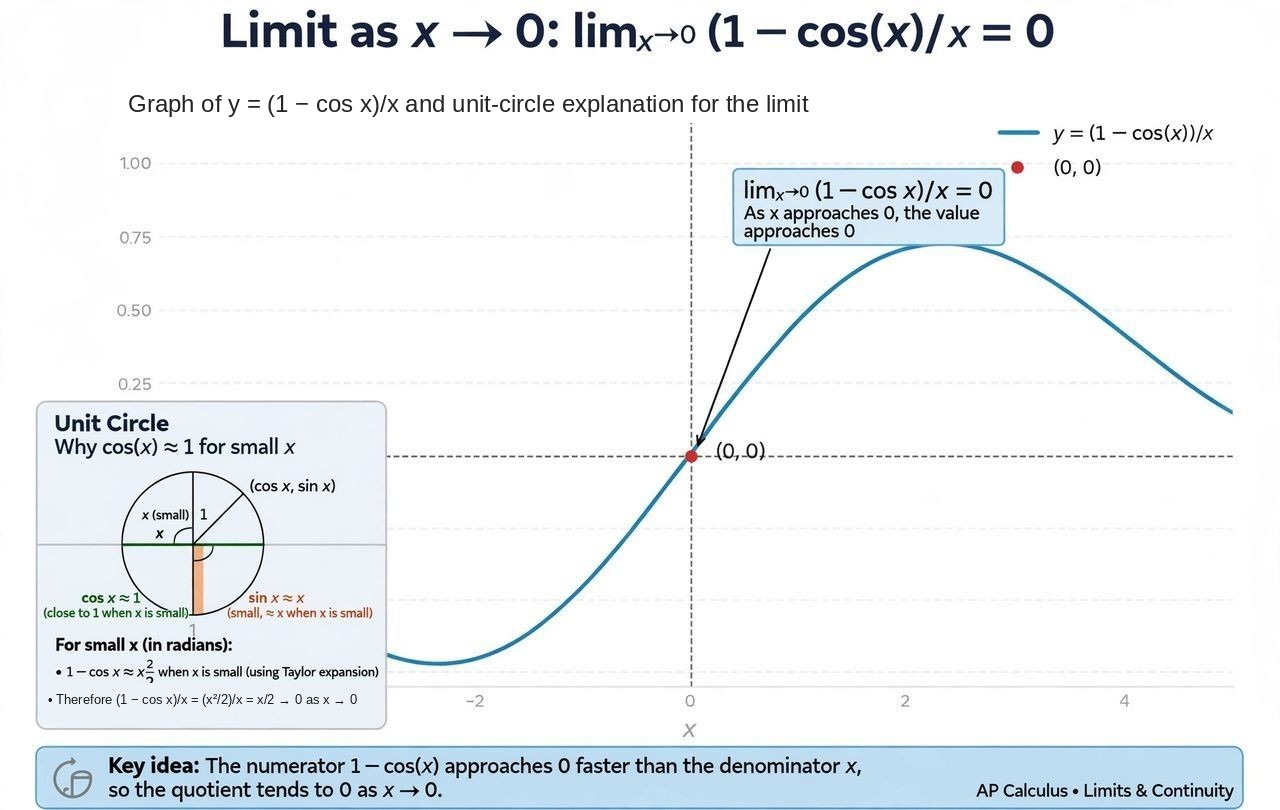 Limit as x → 0: limₓ→₀ (1 − cos(x)/x = 0
Graph of y = (1 − cos x)/x and unit-circle explanation for the limit
y = (1 − cos(x))/x
(0, 0)
1.00
0.75
0.50
0.25
limₓ→₀ (1 − cos x)/x = 0
As x approaches 0, the value
approaches 0
(0, 0)
Unit Circle
Why cos(x) ≈ 1 for small x
(cos x, sin x)
x (small)
1
x
cos x ≈ 1
(close to 1 when x is small)
sin x ≈ x
(small, ≈ x when x is small)
1
For small x (in radians):
• 1 − cos x ≈ x 2/2 when x is small (using Taylor expansion)
• Therefore (1 − cos x)/x = (x²/2)/x = x/2 → 0 as x → 0
−2
0
2
4
x
Key idea: The numerator 1 − cos(x) approaches 0 faster than the denominator x,
so the quotient tends to 0 as x → 0.
AP Calculus • Limits & Continuity